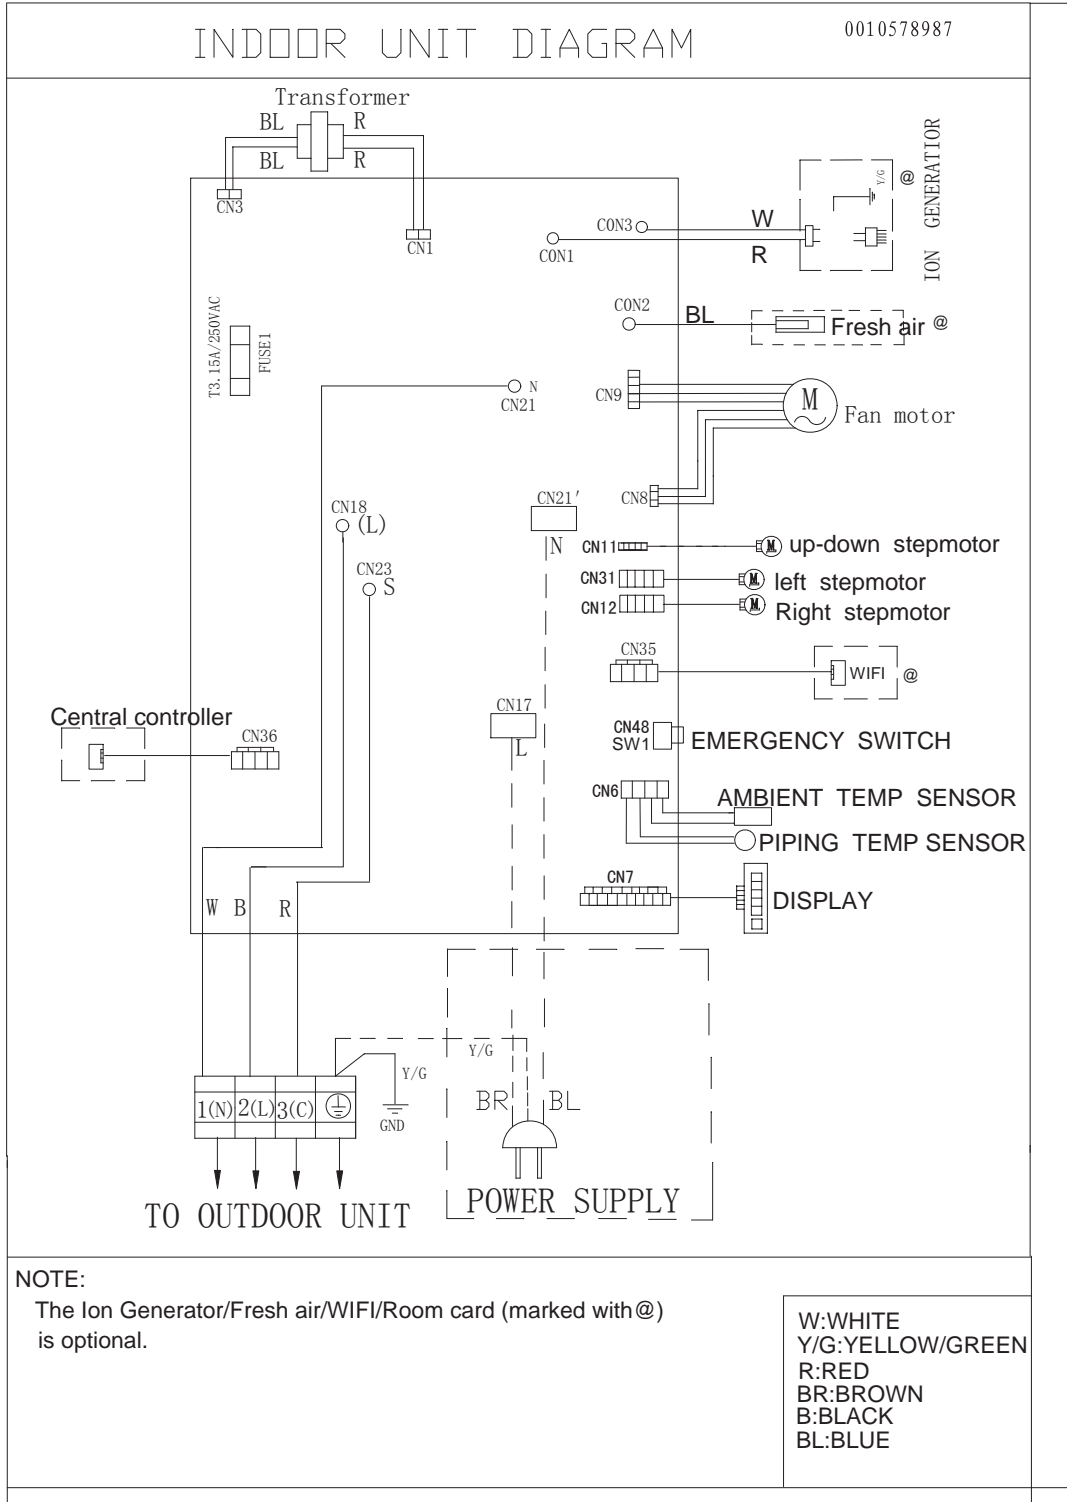 INDOOR UNIT DIAGRAM
0010578987
Transformer
BL
R
BL
R
CN3
CN1
CON3
CON1
W
R
Y/G
@
ION GENERATIOR
CON2
BL
Fresh air @
T3.15A/250VAC
FUSE1
N
CN21
CN9
M
Fan motor
CN8
CN18
(L)
CN21'
N
CN11
M
up-down stepmotor
CN23
S
CN31
M
left stepmotor
CN12
M
Right stepmotor
CN35
WIFI
@
CN17
L
Central controller
CN36
CN48
SW1
EMERGENCY SWITCH
CN6
AMBIENT TEMP SENSOR
PIPING TEMP SENSOR
CN7
DISPLAY
W B R
Y/G
Y/G
GND
1(N) 2(L) 3(C)
BR
BL
TO OUTDOOR UNIT
POWER SUPPLY
NOTE:
The Ion Generator/Fresh air/WIFI/Room card (marked with@)
is optional.
W:WHITE
Y/G:YELLOW/GREEN
R:RED
BR:BROWN
B:BLACK
BL:BLUE